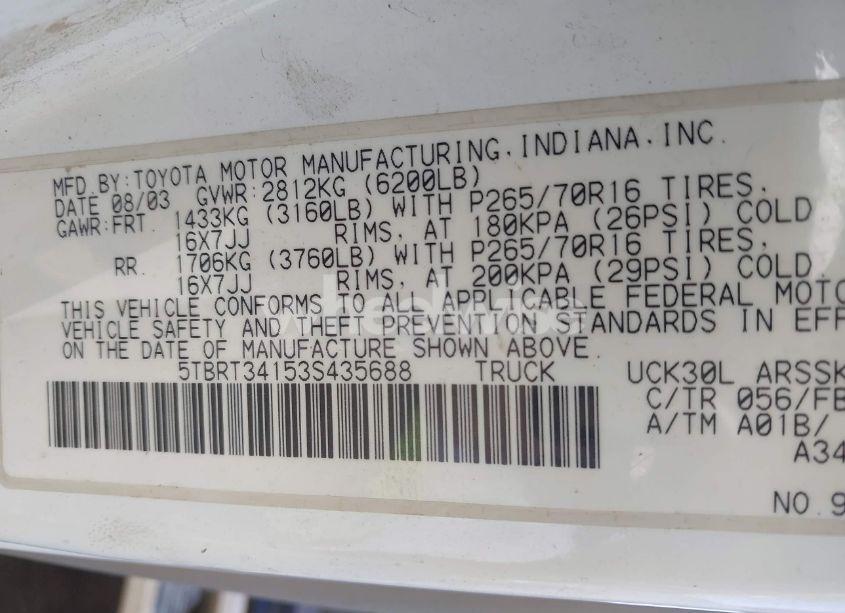 MFD.BY:TOYOTA MOTOR MANUFACTURING,INDIANA,INC.
DATE 08/03 GVWR:2812KG (6200LB)
GAWR:FRT. 1433KG (3160LB) WITH P265/70R16 TIRES,
16X7JJ RIMS, AT 180KPA (26PSI) COLD
RR. 1706KG (3760LB) WITH P265/70R16 TIRES,
16X7JJ RIMS, AT 200KPA (29PSI) COLD.
THIS VEHICLE CONFORMS TO ALL APPLICABLE FEDERAL MOTO
VEHICLE SAFETY AND THEFT PREVENTION STANDARDS IN EFF
ON THE DATE OF MANUFACTURE SHOWN ABOVE.
5TBRT34153S435688 TRUCK UCK30L ARSSK
C/TR 056/FB
A/TM A01B/
A34
NO.9